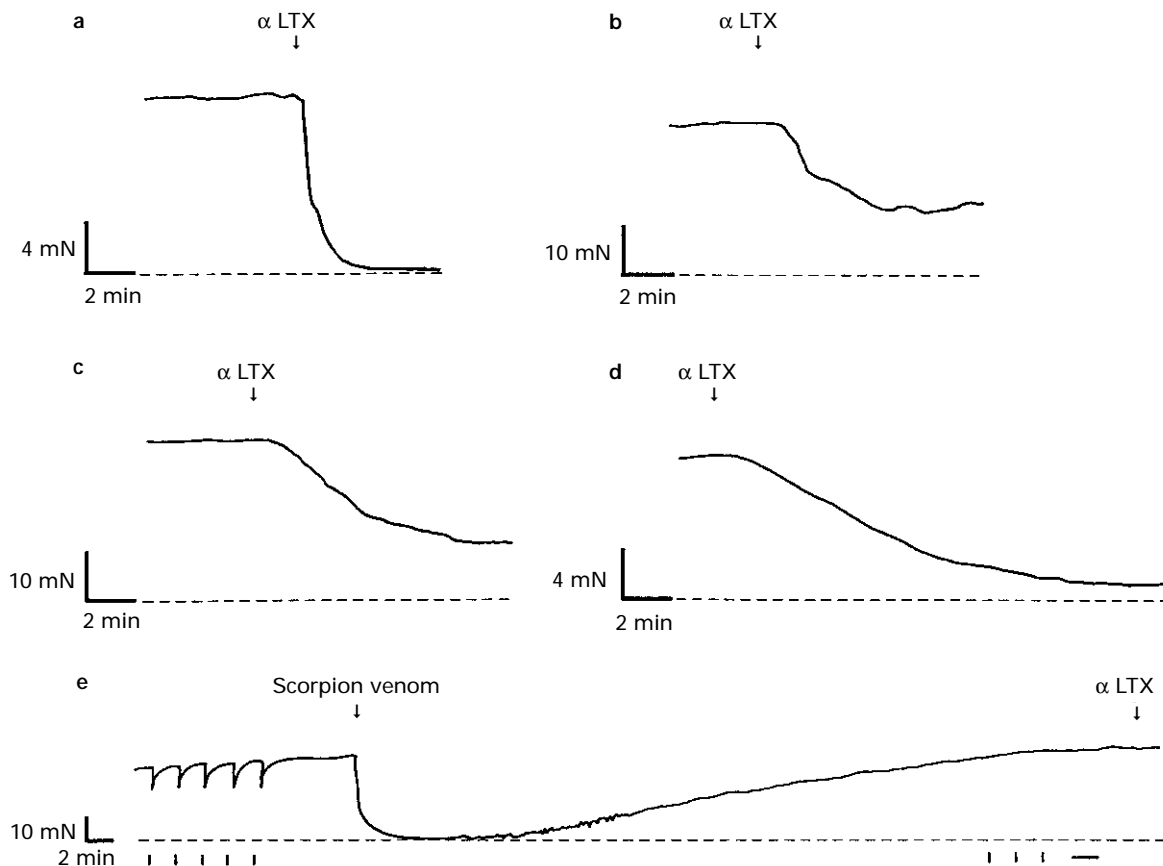 a
α LTX
↓
4 mN
2 min
b
α LTX
↓
10 mN
2 min
c
α LTX
↓
10 mN
2 min
d
α LTX
↓
4 mN
2 min
e
Scorpion venom
↓
α LTX
↓
10 mN
2 min